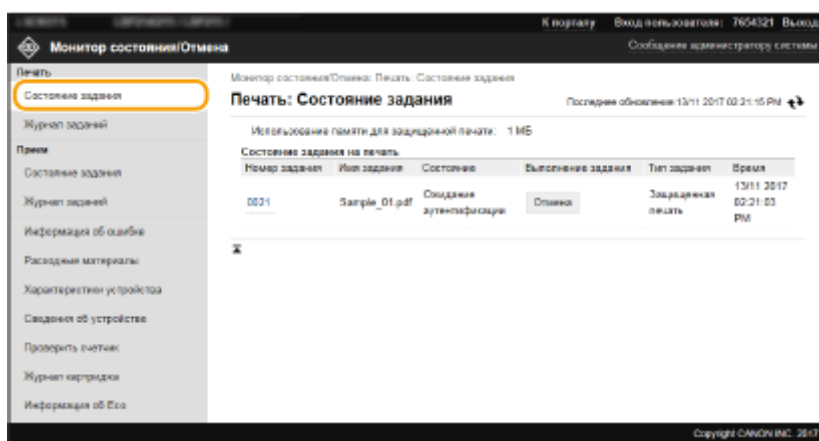 К порталу Вход пользователя: 7654321 Выход
Монитор состояния/Отмена
Сообщение администратору системы
Печать
Состояние задания
Журнал заданий
Прием
Состояние задания
Журнал заданий
Информация об ошибке
Расходные материалы
Характеристики устройства
Сведения об устройстве
Проверить счетчик
Журнал картриджа
Информация об Eco
Монитор состояния/Отмена: Печать: Состояние задания
Печать: Состояние задания
Последнее обновление:13/11 2017 02:21:15 PM
Использование памяти для защищенной печати: 1 МБ
Состояние задания на печать
Номер задания Имя задания Состояние Выполнение задания Тип задания Время
0021 Sample_01.pdf Ожидание аутентификации Отмена Защищенная печать 13/11 2017 02:21:03 PM
Copyright CANON INC. 2017